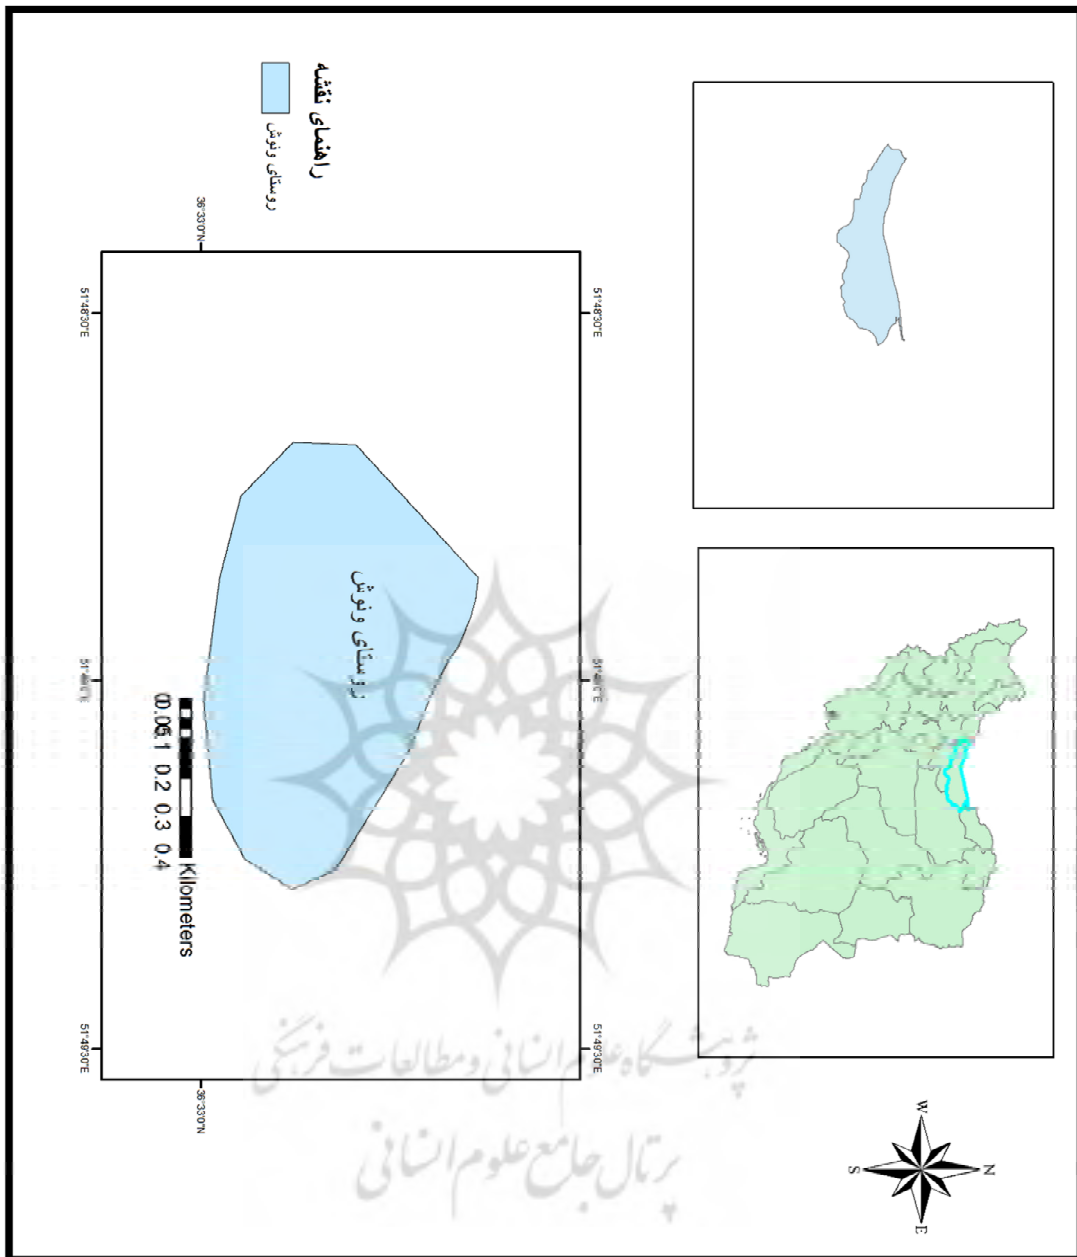 راهنمای نقشه
روستای ونوش
36°33'0"N
51°48'30"E
51°48'30"E
روستای ونوش
0 0.05 0.1 0.2 0.3 0.4
Kilometers
51°49'30"E
51°49'30"E
36°33'0"N
N
W
E
S
پژوهشگاه علوم انسانی و مطالعات فرهنگی
پرتال جامع علوم انسانی